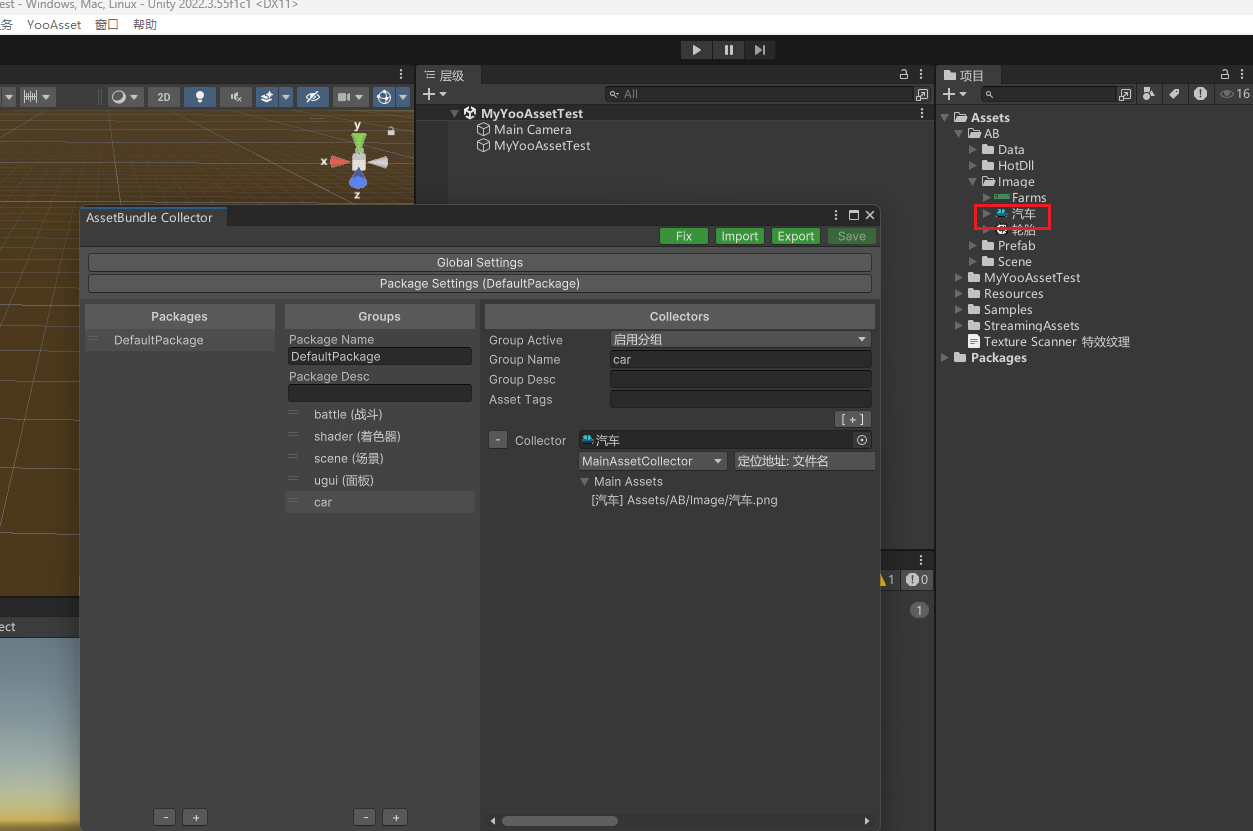 est - Windows, Mac, Linux - Unity 2022.3.55f1c1 <DX11>
务 YooAsset 窗口 帮助
层级
项目
2D
All
16
MyYooAssetTest
Main Camera
MyYooAssetTest
y
x
z
Assets
AB
Data
HotDll
Image
Farms
汽车
轮胎
Prefab
Scene
MyYooAssetTest
Resources
Samples
StreamingAssets
Texture Scanner 特效纹理
Packages
AssetBundle Collector
Fix Import Export Save
Global Settings
Package Settings (DefaultPackage)
Packages
DefaultPackage
Groups
Package Name
DefaultPackage
Package Desc
battle (战斗)
shader (着色器)
scene (场景)
ugui (面板)
car
Collectors
Group Active 启用分组
Group Name car
Group Desc
Asset Tags
[ + ]
- Collector 汽车
MainAssetCollector 定位地址: 文件名
Main Assets
[汽车] Assets/AB/Image/汽车.png
1 0
1
ect
- + - +